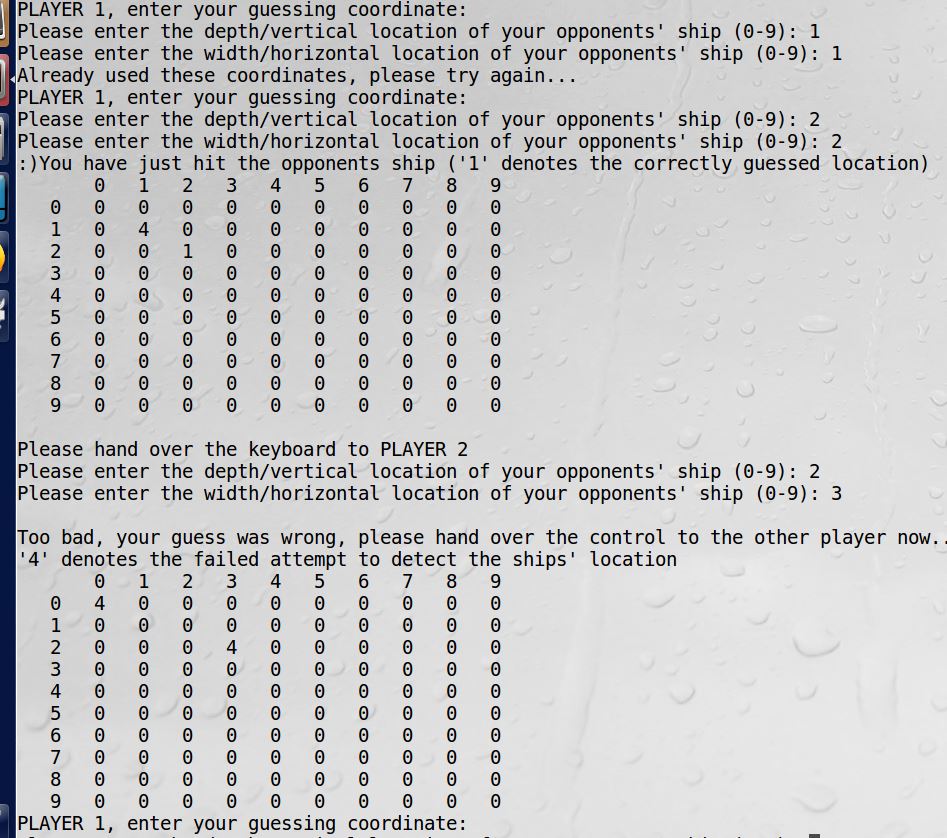 PLAYER 1, enter your guessing coordinate:
Please enter the depth/vertical location of your opponents' ship (0-9): 1
Please enter the width/horizontal location of your opponents' ship (0-9): 1
Already used these coordinates, please try again...
PLAYER 1, enter your guessing coordinate:
Please enter the depth/vertical location of your opponents' ship (0-9): 2
Please enter the width/horizontal location of your opponents' ship (0-9): 2
:)You have just hit the opponents ship ('1' denotes the correctly guessed location)
0 1 2 3 4 5 6 7 8 9
0 0 0 0 0 0 0 0 0 0 0
1 0 4 0 0 0 0 0 0 0 0
2 0 0 1 0 0 0 0 0 0 0
3 0 0 0 0 0 0 0 0 0 0
4 0 0 0 0 0 0 0 0 0 0
5 0 0 0 0 0 0 0 0 0 0
6 0 0 0 0 0 0 0 0 0 0
7 0 0 0 0 0 0 0 0 0 0
8 0 0 0 0 0 0 0 0 0 0
9 0 0 0 0 0 0 0 0 0 0
Please hand over the keyboard to PLAYER 2
Please enter the depth/vertical location of your opponents' ship (0-9): 2
Please enter the width/horizontal location of your opponents' ship (0-9): 3
Too bad, your guess was wrong, please hand over the control to the other player now..
'4' denotes the failed attempt to detect the ships' location
0 1 2 3 4 5 6 7 8 9
0 4 0 0 0 0 0 0 0 0 0
1 0 0 0 0 0 0 0 0 0 0
2 0 0 0 4 0 0 0 0 0 0
3 0 0 0 0 0 0 0 0 0 0
4 0 0 0 0 0 0 0 0 0 0
5 0 0 0 0 0 0 0 0 0 0
6 0 0 0 0 0 0 0 0 0 0
7 0 0 0 0 0 0 0 0 0 0
8 0 0 0 0 0 0 0 0 0 0
9 0 0 0 0 0 0 0 0 0 0
PLAYER 1, enter your guessing coordinate: